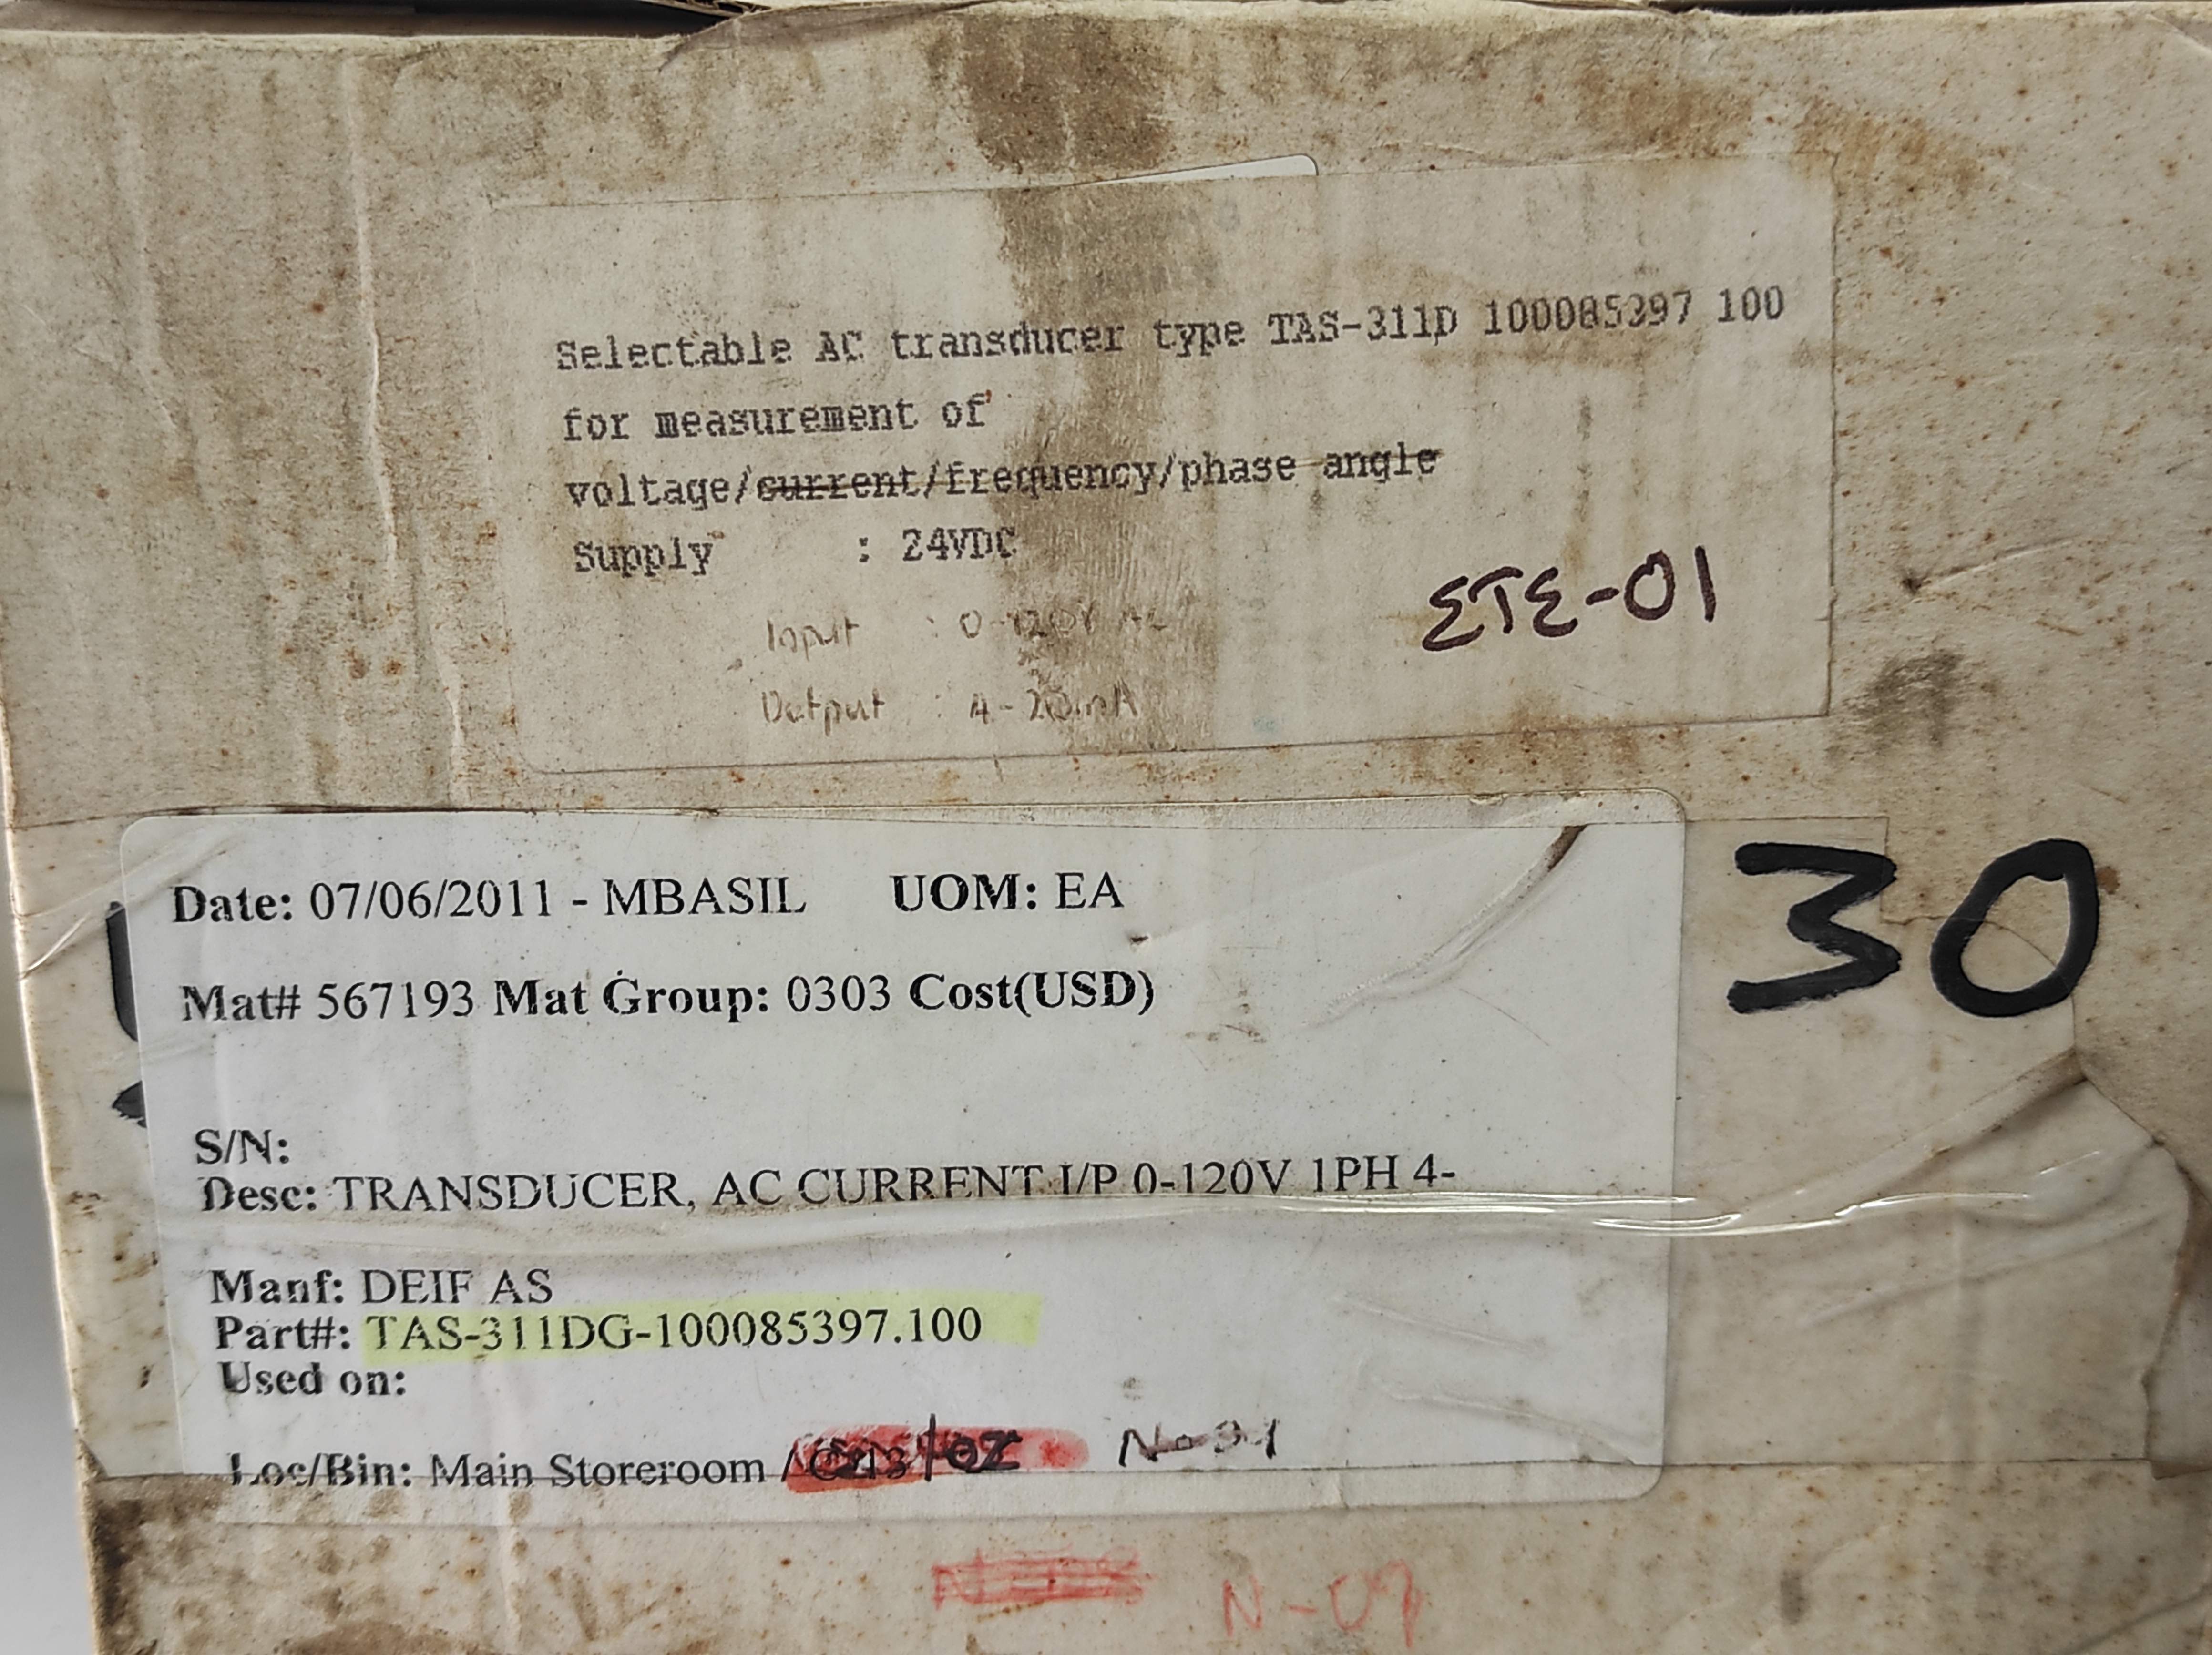 Selectable AC transducer type TAS-311D 100085397 100
for measurement of
voltage/current/frequency/phase angle
Supply : 24VDC
Input : 0-120V AC
Output : 4-20mA
ETE-01
30
Date: 07/06/2011 - MBASIL UOM: EA
Mat# 567193 Mat Group: 0303 Cost(USD)
S/N:
Desc: TRANSDUCER, AC CURRENT I/P 0-120V 1PH 4-
Manf: DEIF AS
Part#: TAS-311DG-100085397.100
Used on:
Loc/Bin: Main Storeroom /